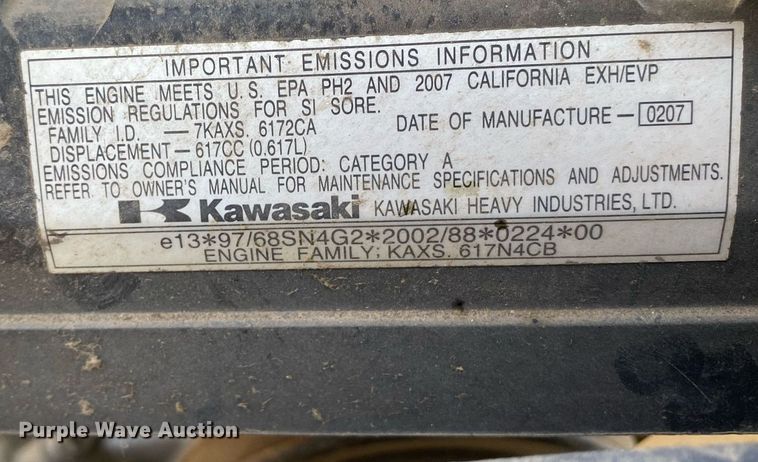 IMPORTANT EMISSIONS INFORMATION
THIS ENGINE MEETS U.S. EPA PH2 AND 2007 CALIFORNIA EXH/EVP
EMISSION REGULATIONS FOR SI SORE.
FAMILY I.D. — 7KAXS. 6172CA DATE OF MANUFACTURE — 0207
DISPLACEMENT — 617CC (0.617L)
EMISSIONS COMPLIANCE PERIOD: CATEGORY A
REFER TO OWNER'S MANUAL FOR MAINTENANCE SPECIFICATIONS AND ADJUSTMENTS.
Kawasaki KAWASAKI HEAVY INDUSTRIES, LTD.
e13*97/68SN4G2*2002/88*0224*00
ENGINE FAMILY; KAXS. 617N4CB
Purple Wave Auction